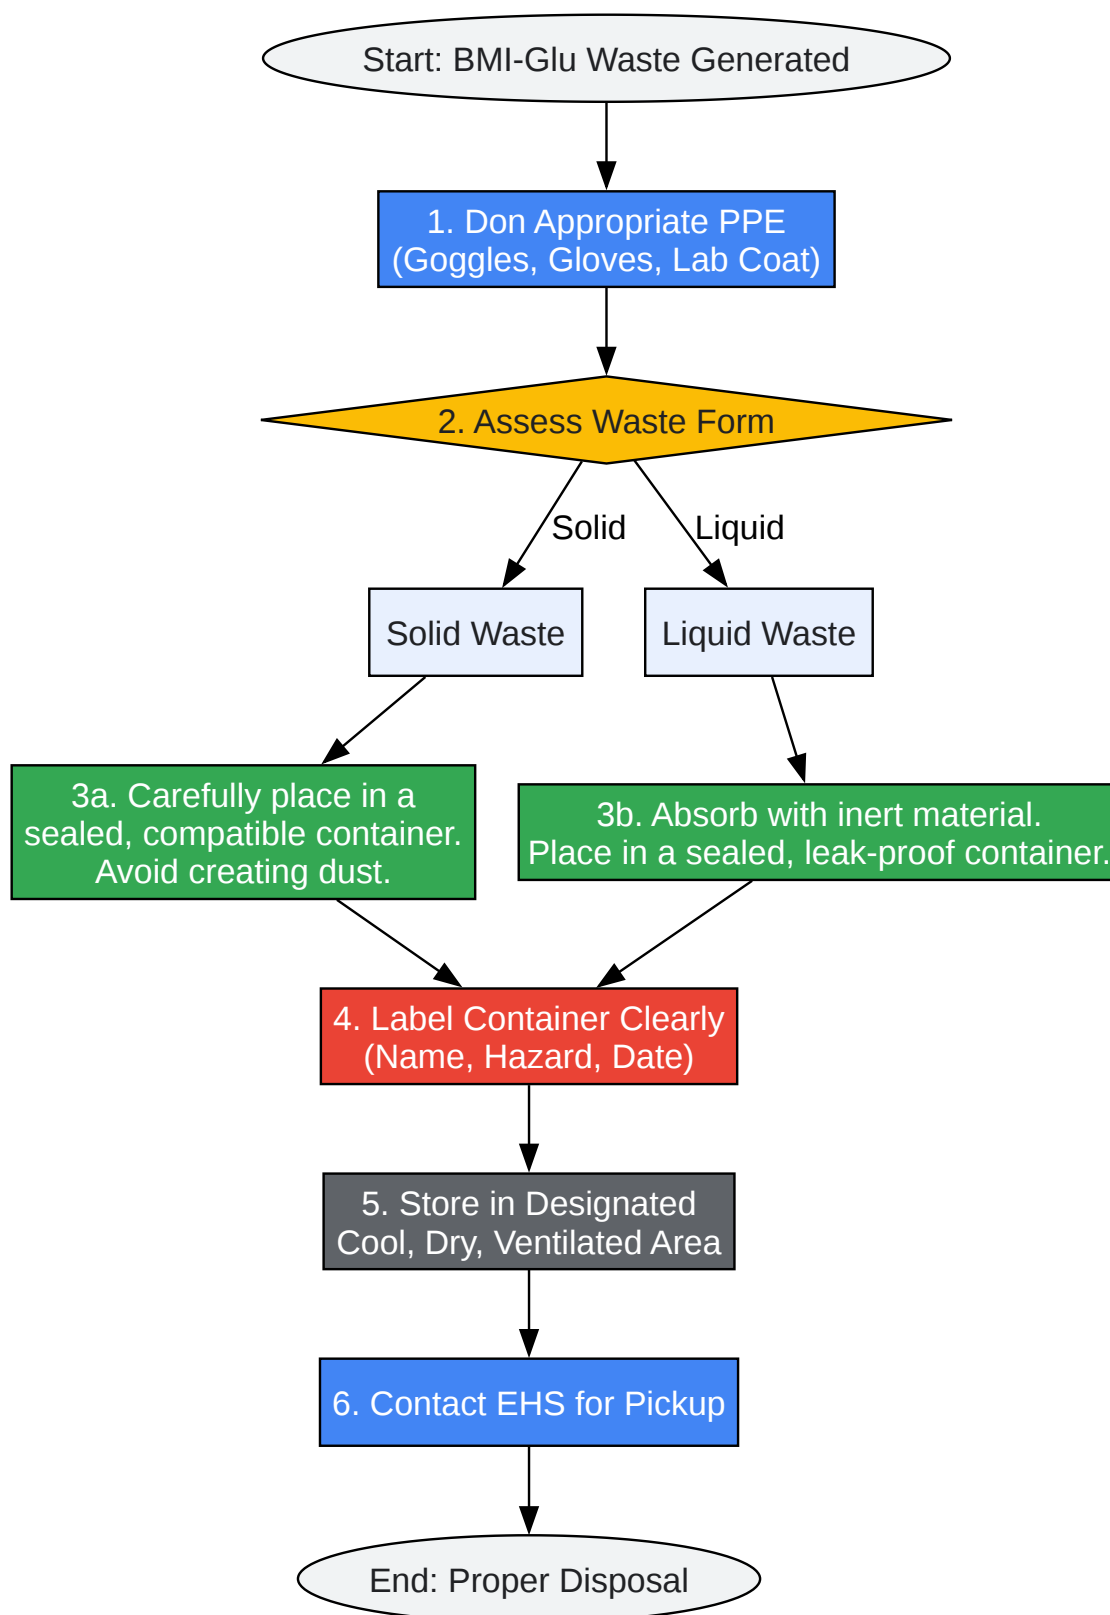 Start: BMI-Glu Waste Generated
1. Don Appropriate PPE
(Goggles, Gloves, Lab Coat)
2. Assess Waste Form
Solid
Liquid
Solid Waste
Liquid Waste
3a. Carefully place in a
sealed, compatible container.
Avoid creating dust.
3b. Absorb with inert material.
Place in a sealed, leak-proof container.
4. Label Container Clearly
(Name, Hazard, Date)
5. Store in Designated
Cool, Dry, Ventilated Area
6. Contact EHS for Pickup
End: Proper Disposal